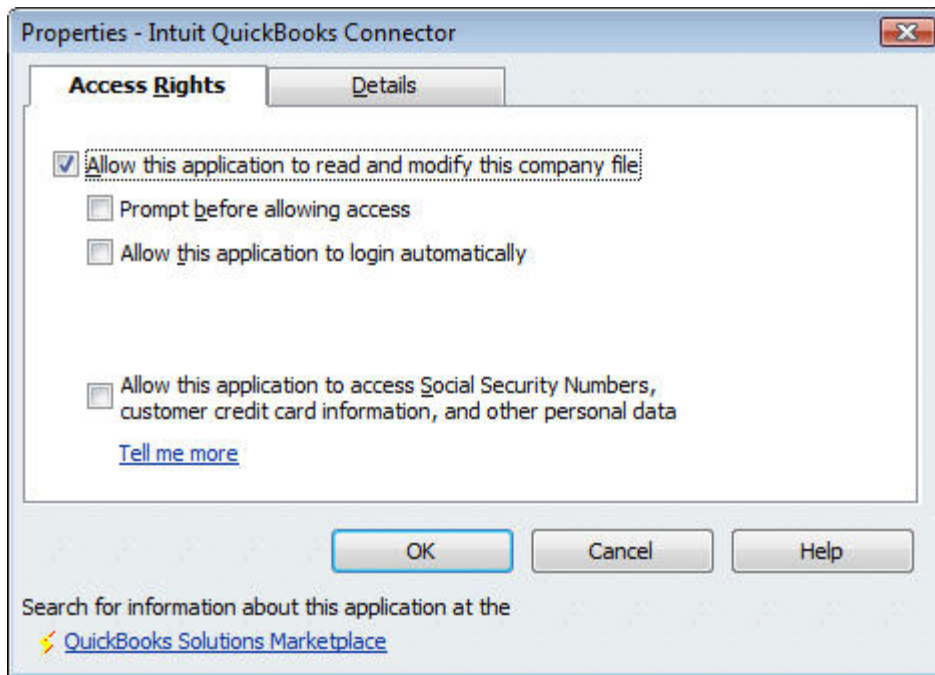 Properties - Intuit QuickBooks Connector
Access Rights
Details
Allow this application to read and modify this company file
Prompt before allowing access
Allow this application to login automatically
Allow this application to access Social Security Numbers,
customer credit card information, and other personal data
Tell me more
OK
Cancel
Help
Search for information about this application at the
QuickBooks Solutions Marketplace